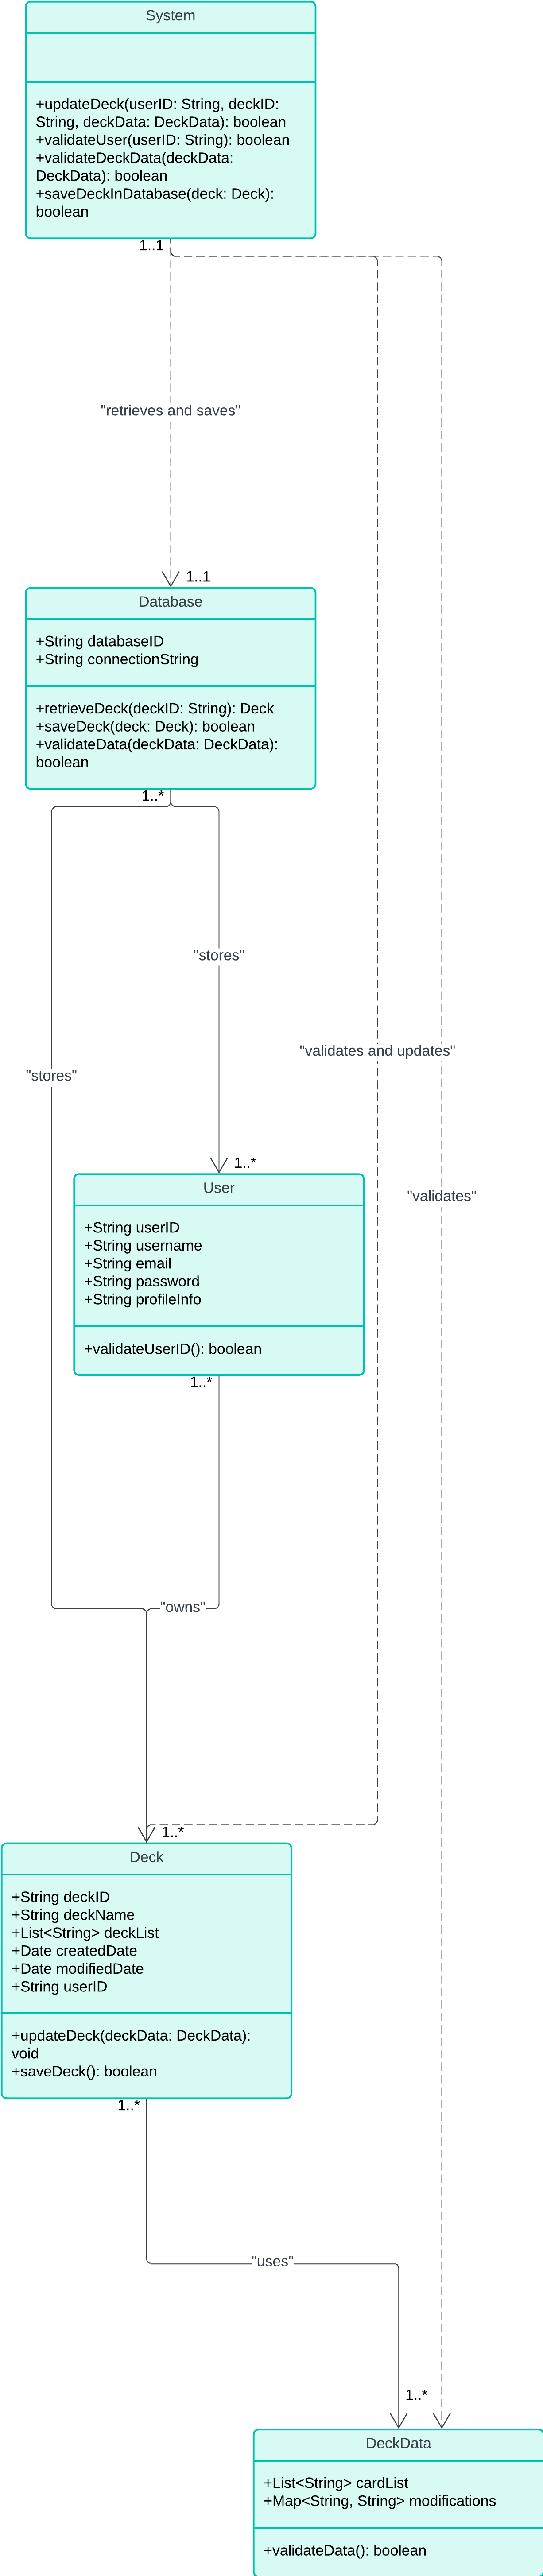 System
+updateDeck(userID: String, deckID:
String, deckData: DeckData): boolean
+validateUser(userID: String): boolean
+validateDeckData(deckData:
DeckData): boolean
+saveDeckInDatabase(deck: Deck):
boolean
1..1
"retrieves and saves"
1..1
Database
+String databaseID
+String connectionString
+retrieveDeck(deckID: String): Deck
+saveDeck(deck: Deck): boolean
+validateData(deckData: DeckData):
boolean
1..*
"stores"
"validates and updates"
"stores"
1..*
User
"validates"
+String userID
+String username
+String email
+String password
+String profileInfo
+validateUserID(): boolean
1..*
"owns"
1..*
Deck
+String deckID
+String deckName
+List<String> deckList
+Date createdDate
+Date modifiedDate
+String userID
+updateDeck(deckData: DeckData):
void
+saveDeck(): boolean
1..*
"uses"
1..*
DeckData
+List<String> cardList
+Map<String, String> modifications
+validateData(): boolean